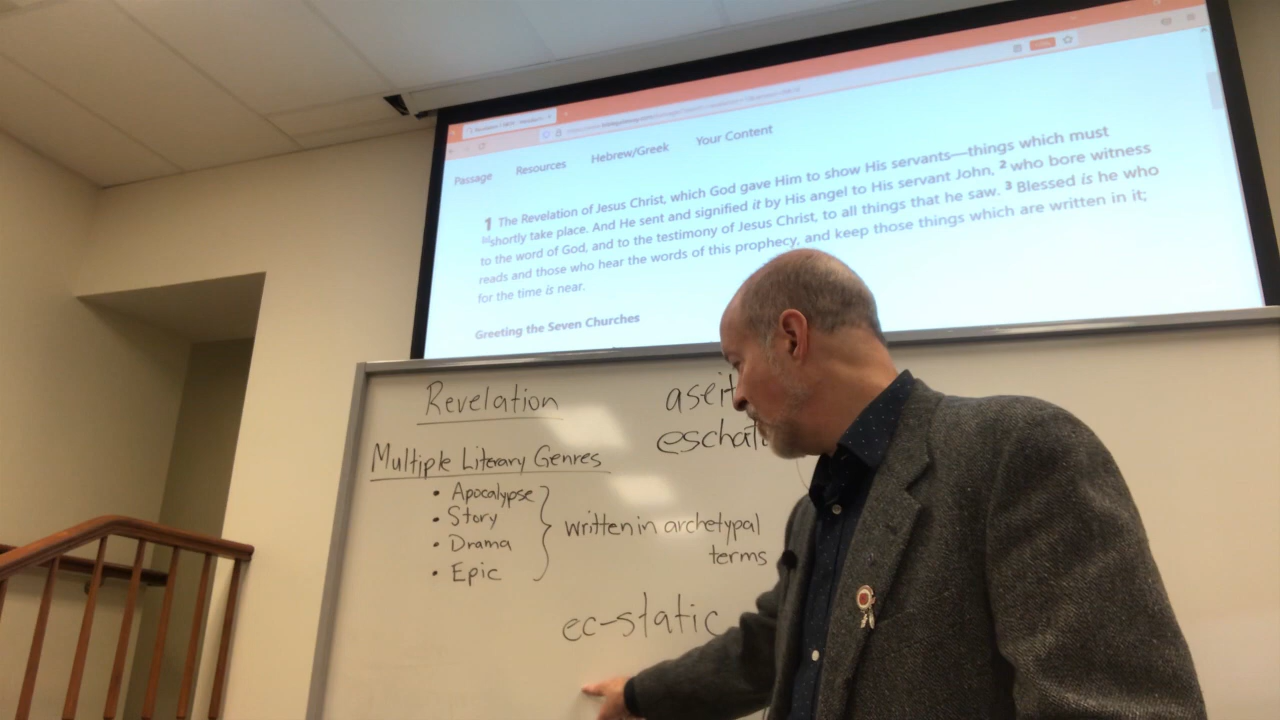 Passage Resources Hebrew/Greek Your Content
1 The Revelation of Jesus Christ, which God gave Him to show His servants—things which must
[a]shortly take place. And He sent and signified it by His angel to His servant John, 2 who bore witness
to the word of God, and to the testimony of Jesus Christ, to all things that he saw. 3 Blessed is he who
reads and those who hear the words of this prophecy, and keep those things which are written in it;
for the time is near.
Greeting the Seven Churches
Revelation
aseit
eschat
Multiple Literary Genres
• Apocalypse
• Story
• Drama
• Epic
written in archetypal
terms
ec-static